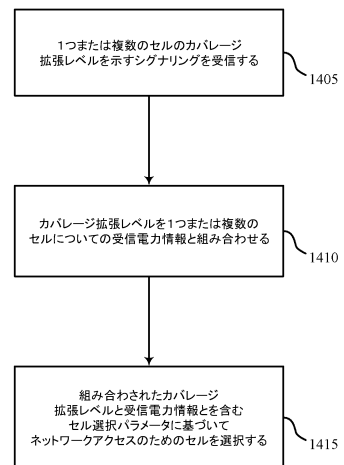 1つまたは複数のセルのカバレージ
拡張レベルを示すシグナリングを受信する
1405
カバレージ拡張レベルを1つまたは複数の
セルについての受信電力情報と組み合わせる
1410
組み合わされたカバレージ
拡張レベルと受信電力情報とを含む
セル選択パラメータに基づいて
ネットワークアクセスのためのセルを選択する
1415